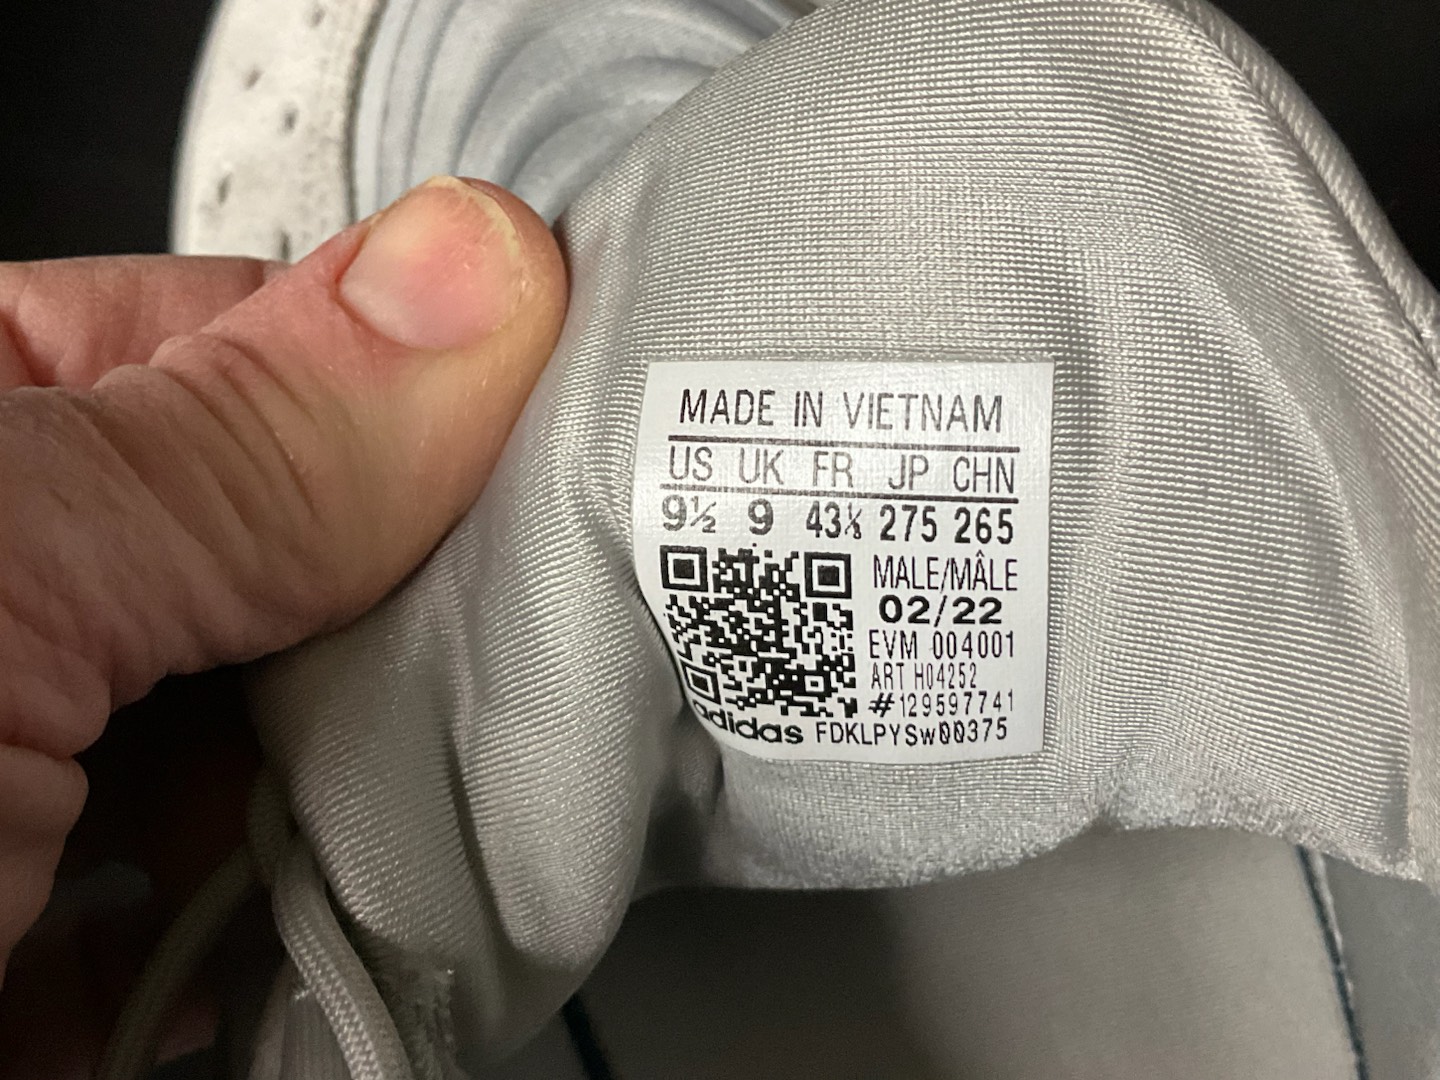 MADE IN VIETNAM
US UK FR JP CHN
9½ 9 43⅓ 275 265
MALE/MÂLE
02/22
EVM 004001
ART H04252
#129597741
adidas FDKLPYSw00375